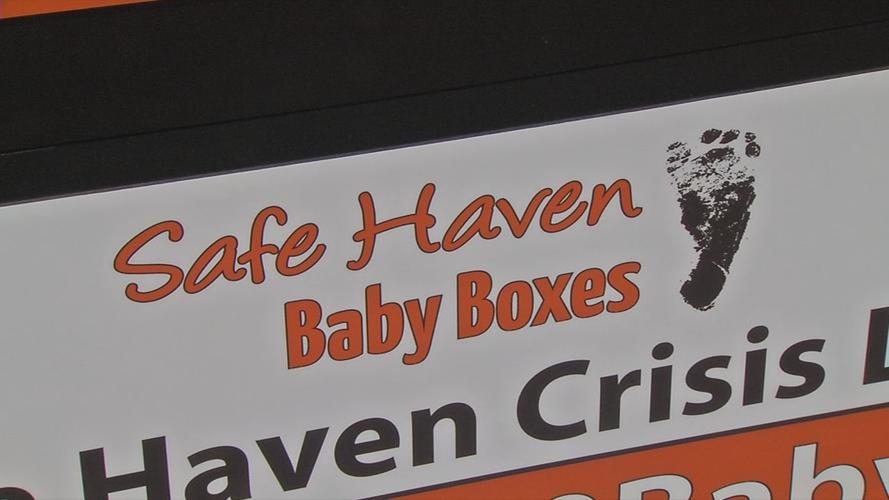 Safe Haven
Baby Boxes
Haven Crisis